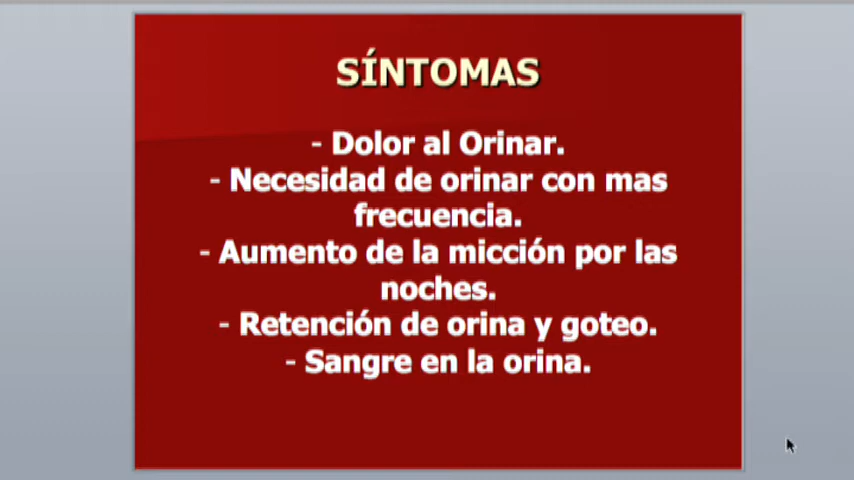 SÍNTOMAS
- Dolor al Orinar.
- Necesidad de orinar con mas
frecuencia.
- Aumento de la micción por las
noches.
- Retención de orina y goteo.
- Sangre en la orina.